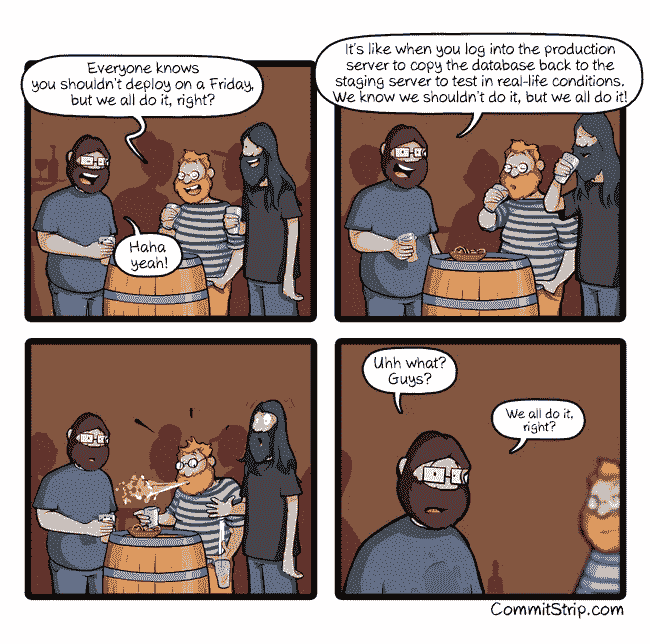 Everyone knows
you shouldn't deploy on a Friday,
but we all do it, right?
Haha
yeah!
It's like when you log into the production
server to copy the database back to the
staging server to test in real-life conditions.
We know we shouldn't do it, but we all do it!
Uhh what?
Guys?
We all do it,
right?
CommitStrip.com